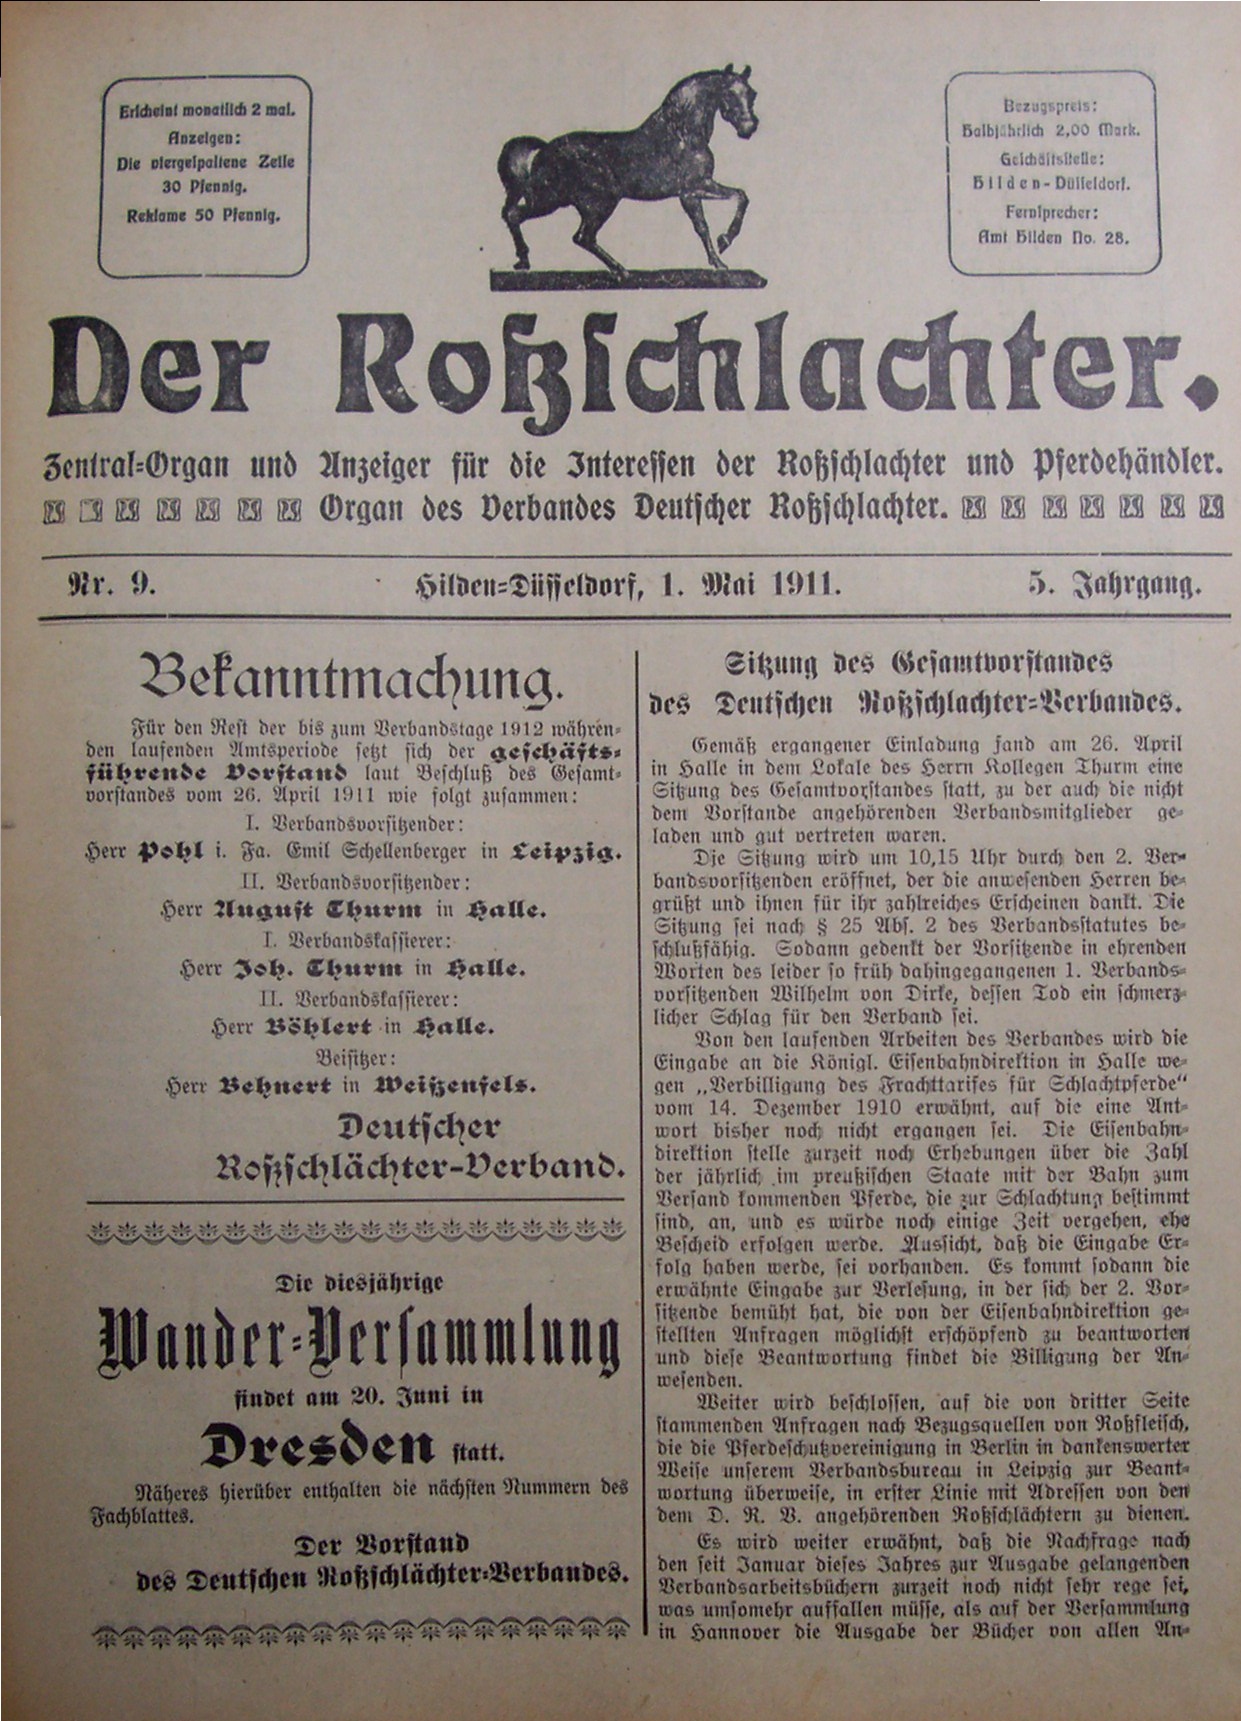 Erscheint monatlich 2 mal.
Anzeigen:
Die viergespaltene Zeile
30 Pfennig.
Reklame 50 Pfennig.
Bezugspreis:
Halbjährlich 2,00 Mark.
Geschäftsstelle:
Hilden-Düsseldorf.
Fernsprecher:
Amt Hilden No. 28.
Der Roßschlachter.
Zentral-Organ und Anzeiger für die Interessen der Roßschlachter und Pferdehändler.
Organ des Verbandes Deutscher Roßschlachter.
Nr. 9. Hilden-Düsseldorf, 1. Mai 1911. 5. Jahrgang.
Bekanntmachung.
Für den Rest der bis zum Verbandstage 1912 währen-
den laufenden Amtsperiode setzt sich der geschäfts-
führende Vorstand laut Beschluß des Gesamt-
vorstandes vom 26. April 1911 wie folgt zusammen:
I. Verbandsvorsitzender:
Herr Pohl i. Fa. Emil Schellenberger in Leipzig.
II. Verbandsvorsitzender:
Herr August Thurm in Halle.
I. Verbandskassierer:
Herr Joh. Thurm in Halle.
II. Verbandskassierer:
Herr Böhlert in Halle.
Beisitzer:
Herr Behnert in Weißenfels.
Deutscher
Roßschlächter-Verband.
Die diesjährige
Wander-Versammlung
findet am 20. Juni in
Dresden statt.
Näheres hierüber enthalten die nächsten Nummern des
Fachblattes.
Der Vorstand
des Deutschen Roßschlächter-Verbandes.
Sitzung des Gesamtvorstandes
des Deutschen Roßschlachter-Verbandes.
Gemäß ergangener Einladung fand am 26. April
in Halle in dem Lokale des Herrn Kollegen Thurm eine
Sitzung des Gesamtvorstandes statt, zu der auch die nicht
dem Vorstande angehörenden Verbandsmitglieder ge-
laden und gut vertreten waren.
Die Sitzung wird um 10,15 Uhr durch den 2. Ver-
bandsvorsitzenden eröffnet, der die anwesenden Herren be-
grüßt und ihnen für ihr zahlreiches Erscheinen dankt. Die
Sitzung sei nach § 25 Abs. 2 des Verbandsstatutes be-
schlußfähig. Sodann gedenkt der Vorsitzende in ehrenden
Worten des leider so früh dahingegangenen 1. Verbands-
vorsitzenden Wilhelm von Dirke, dessen Tod ein schmerz-
licher Schlag für den Verband sei.
Von den laufenden Arbeiten des Verbandes wird die
Eingabe an die Königl. Eisenbahndirektion in Halle we-
gen „Verbilligung des Frachttarifes für Schlachtpferde“
vom 14. Dezember 1910 erwähnt, auf die eine Ant-
wort bisher noch nicht ergangen sei. Die Eisenbahn-
direktion stelle zurzeit noch Erhebungen über die Zahl
der jährlich im preußischen Staate mit der Bahn zum
Versand kommenden Pferde, die zur Schlachtung bestimmt
sind, an, und es würde noch einige Zeit vergehen, ehe
Bescheid erfolgen werde. Aussicht, daß die Eingabe Er-
folg haben werde, sei vorhanden. Es kommt sodann die
erwähnte Eingabe zur Verlesung, in der sich der 2. Vor-
sitzende bemüht hat, die von der Eisenbahndirektion ge-
stellten Anfragen möglichst erschöpfend zu beantworten
und diese Beantwortung findet die Billigung der An-
wesenden.
Weiter wird beschlossen, auf die von dritter Seite
stammenden Anfragen nach Bezugsquellen von Roßfleisch,
die die Pferdeschutzvereinigung in Berlin in dankenswerter
Weise unserem Verbandsbureau in Leipzig zur Beant-
wortung überweise, in erster Linie mit Adressen von den
dem D. R. V. angehörenden Roßschlächtern zu dienen.
Es wird weiter erwähnt, daß die Nachfrage nach
den seit Januar dieses Jahres zur Ausgabe gelangenden
Verbandsarbeitsbüchern zurzeit noch nicht sehr rege sei,
was umsomehr auffallen müsse, als auf der Versammlung
in Hannover die Ausgabe der Bücher von allen An-